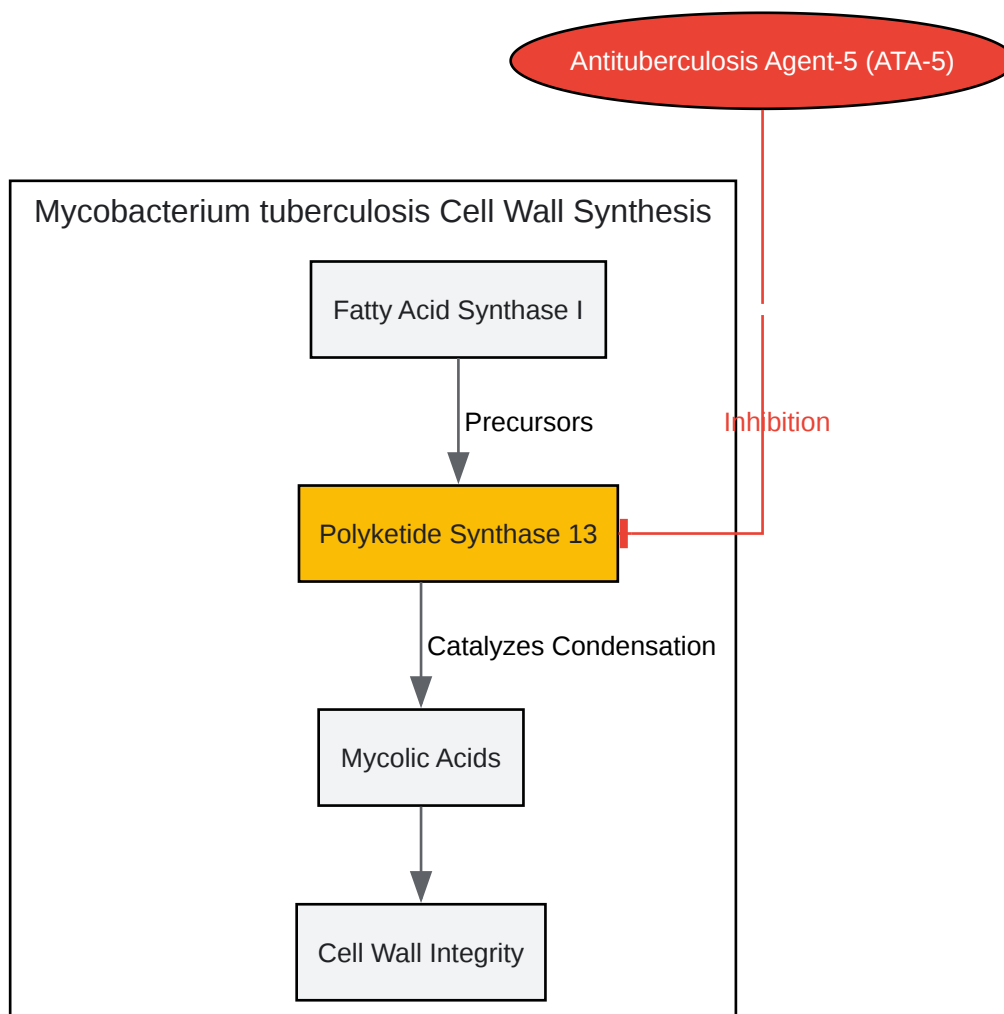 Antituberculosis Agent-5 (ATA-5)
Mycobacterium tuberculosis Cell Wall Synthesis
Fatty Acid Synthase I
Precursors
Inhibition
Polyketide Synthase 13
Catalyzes Condensation
Mycolic Acids
Cell Wall Integrity